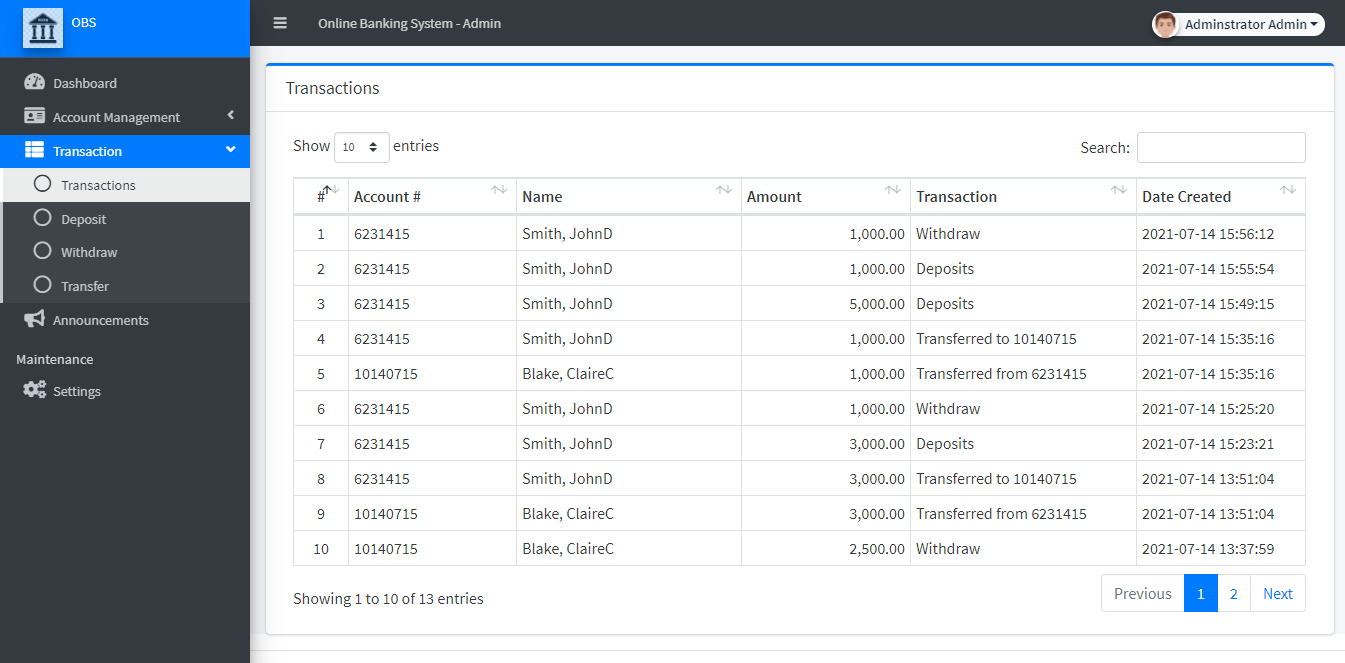 OBS
Online Banking System - Admin
Adminstrator Admin
Dashboard
Account Management
Transaction
Transactions
Deposit
Withdraw
Transfer
Announcements
Maintenance
Settings
Transactions
Show 10 entries
Search:
# Account # Name Amount Transaction Date Created
1 6231415 Smith, JohnD 1,000.00 Withdraw 2021-07-14 15:56:12
2 6231415 Smith, JohnD 1,000.00 Deposits 2021-07-14 15:55:54
3 6231415 Smith, JohnD 5,000.00 Deposits 2021-07-14 15:49:15
4 6231415 Smith, JohnD 1,000.00 Transferred to 10140715 2021-07-14 15:35:16
5 10140715 Blake, ClaireC 1,000.00 Transferred from 6231415 2021-07-14 15:35:16
6 6231415 Smith, JohnD 1,000.00 Withdraw 2021-07-14 15:25:20
7 6231415 Smith, JohnD 3,000.00 Deposits 2021-07-14 15:23:21
8 6231415 Smith, JohnD 3,000.00 Transferred to 10140715 2021-07-14 13:51:04
9 10140715 Blake, ClaireC 3,000.00 Transferred from 6231415 2021-07-14 13:51:04
10 10140715 Blake, ClaireC 2,500.00 Withdraw 2021-07-14 13:37:59
Showing 1 to 10 of 13 entries
Previous 1 2 Next